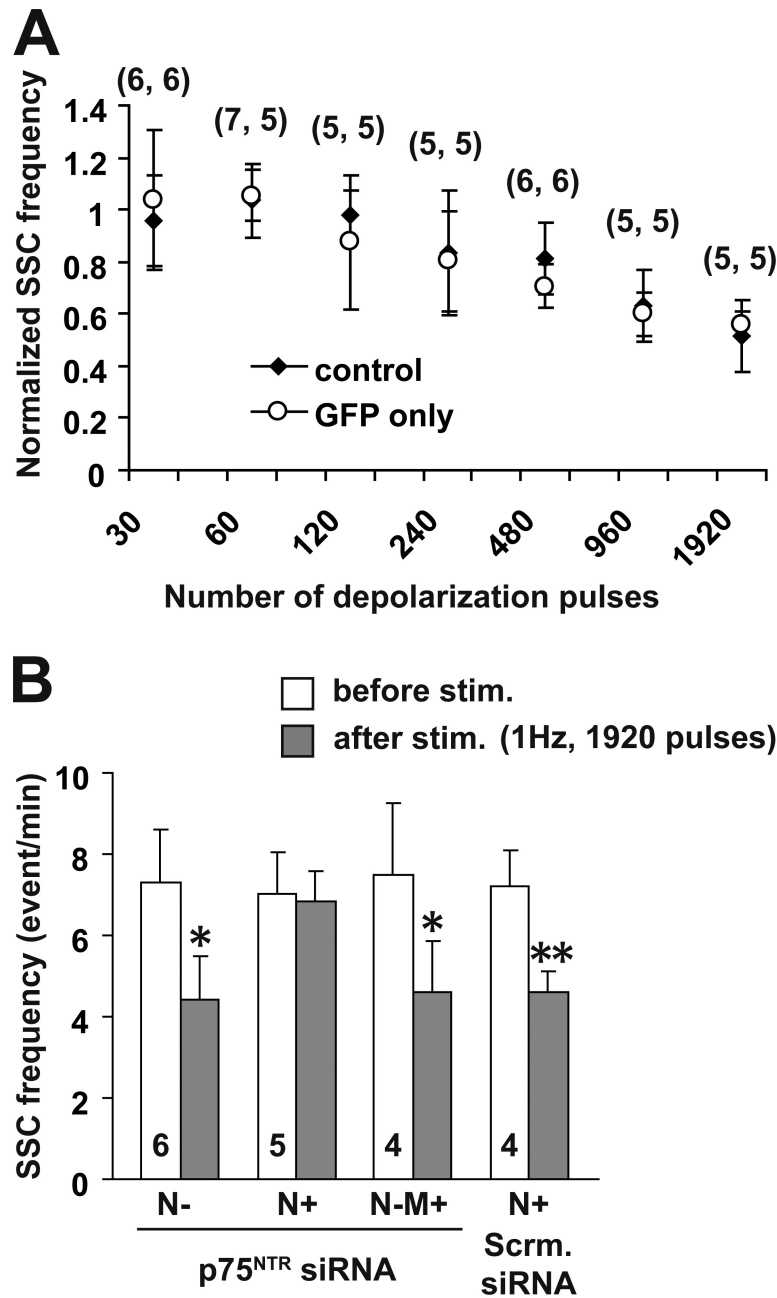 A
(6, 6)
(7, 5)
(5, 5)
(5, 5)
(6, 6)
(5, 5)
(5, 5)
Normalized SSC frequency
1.4
1.2
1
0.8
0.6
0.4
0.2
0
control
GFP only
30 60 120 240 480 960 1920
Number of depolarization pulses
B
before stim.
after stim. (1Hz, 1920 pulses)
SSC frequency (event/min)
10
8
6
4
2
0
*
*
**
6 5 4 4
N- N+ N-M+ N+
p75NTR siRNA
Scrm.
siRNA